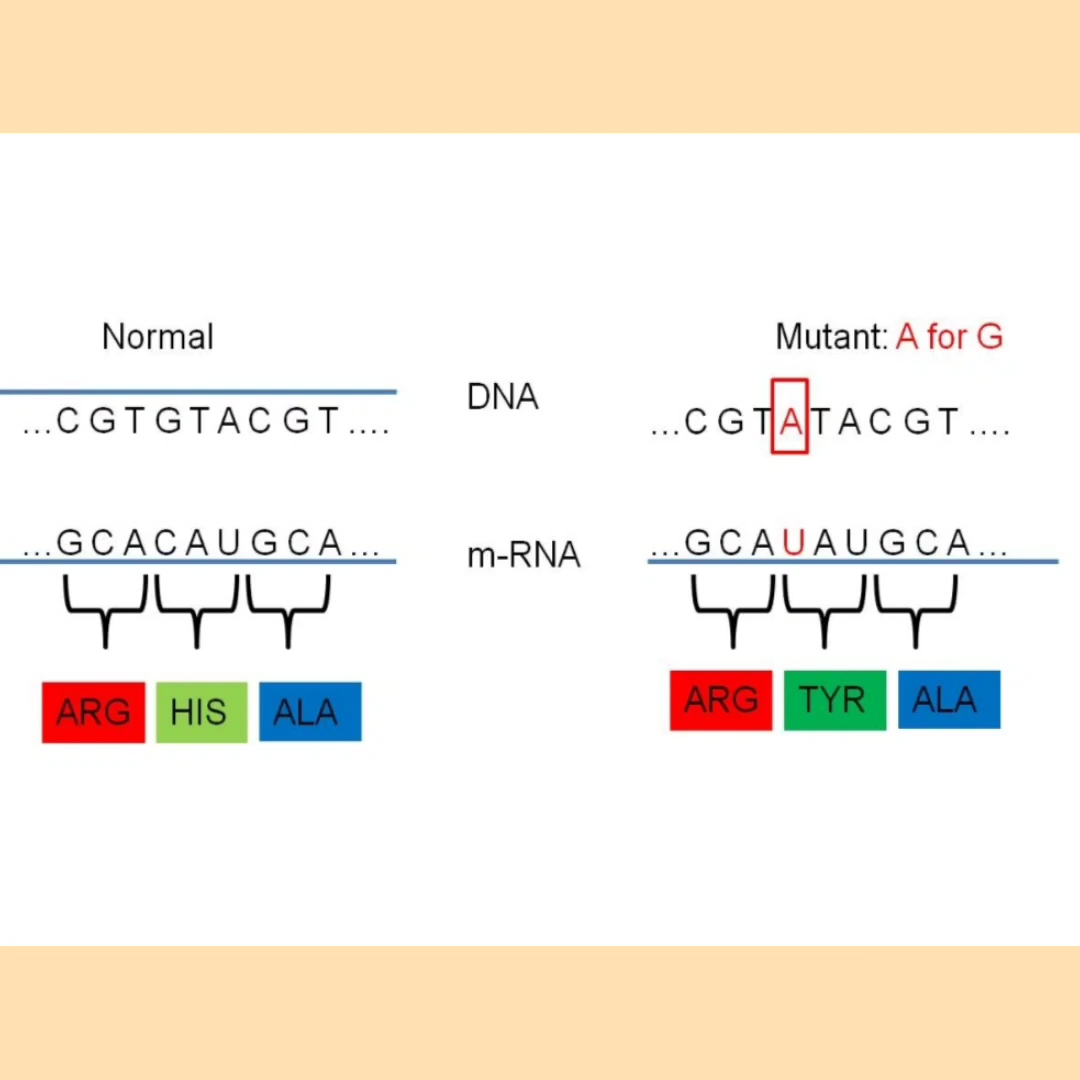 Normal
Mutant: A for G
DNA
...C G T G T A C G T....
...C G T A T A C G T....
...G C A C A U G C A...
m-RNA
...G C A U A U G C A...
ARG HIS ALA
ARG TYR ALA